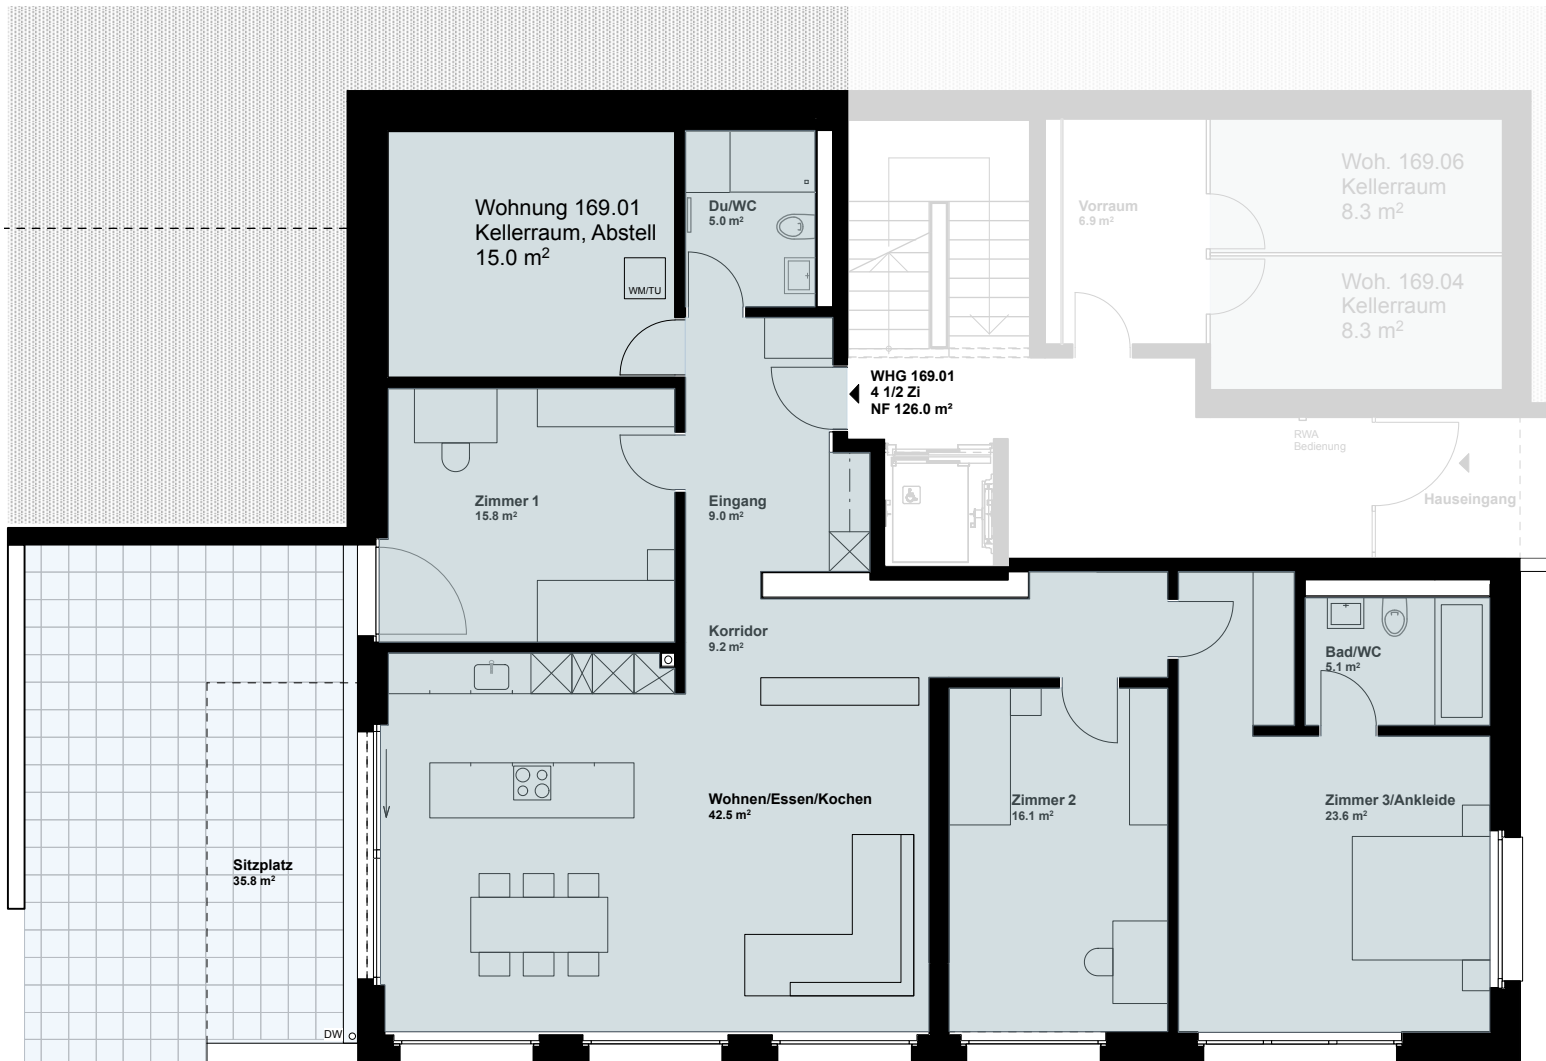 Wohnung 169.01
Kellerraum, Abstell
15.0 m²
WM/TU
Du/WC
5.0 m²
Vorraum
6.9 m²
Woh. 169.06
Kellerraum
8.3 m²
Woh. 169.04
Kellerraum
8.3 m²
WHG 169.01
4 1/2 Zi
NF 126.0 m²
RWA
Bedienung
Hauseingang
Zimmer 1
15.8 m²
Eingang
9.0 m²
Korridor
9.2 m²
Bad/WC
5.1 m²
Wohnen/Essen/Kochen
42.5 m²
Zimmer 2
16.1 m²
Zimmer 3/Ankleide
23.6 m²
Sitzplatz
35.8 m²
DW